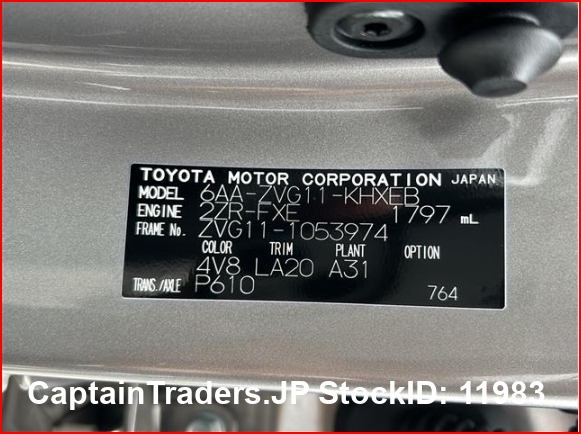 TOYOTA MOTOR CORPORATION JAPAN
MODEL 6AA-ZVG11-KHXEB
ENGINE 2ZR-FXE 1797 mL
FRAME No. ZVG11-1053974
COLOR TRIM PLANT OPTION
4V8 LA20 A31
TRANS./AXLE P610 764
CaptainTraders.JP StockID: 11983